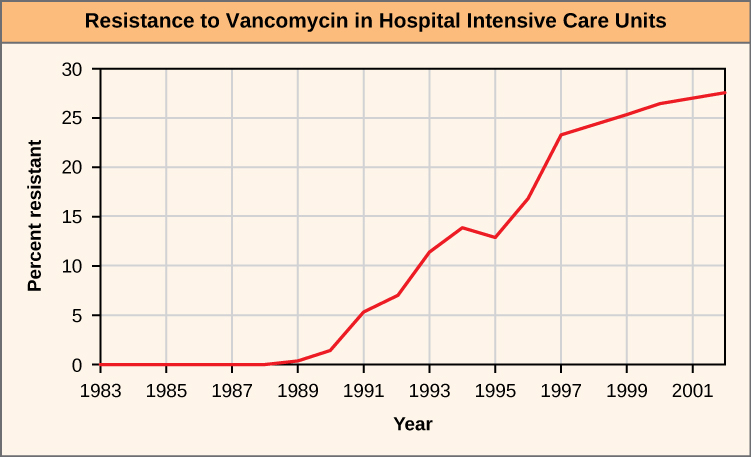 Resistance to Vancomycin in Hospital Intensive Care Units
30
25
20
15
10
5
0
Percent resistant
1983 1985 1987 1989 1991 1993 1995 1997 1999 2001
Year